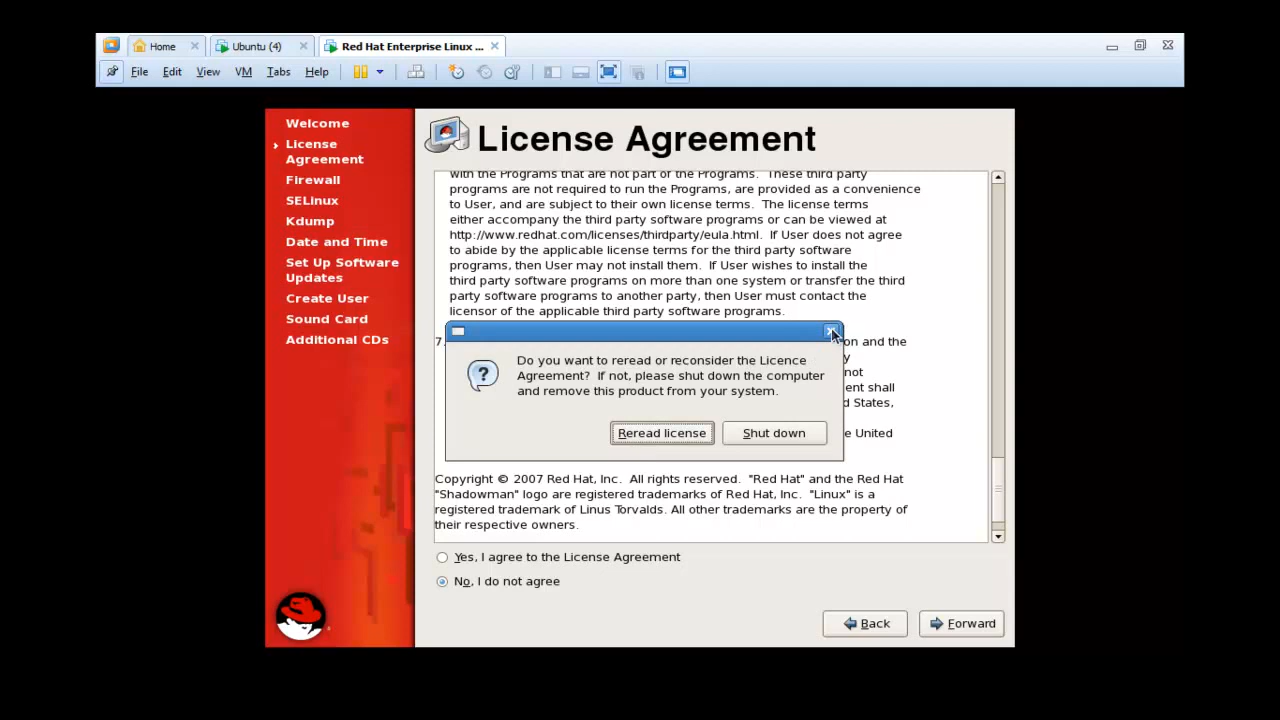 Home
Ubuntu (4)
Red Hat Enterprise Linux ...
File Edit View VM Tabs Help
Welcome
License
Agreement
Firewall
SELinux
Kdump
Date and Time
Set Up Software
Updates
Create User
Sound Card
Additional CDs
License Agreement
with the Programs that are not part of the Programs. These third party
programs are not required to run the Programs, are provided as a convenience
to User, and are subject to their own license terms. The license terms
either accompany the third party software programs or can be viewed at
http://www.redhat.com/licenses/thirdparty/eula.html. If User does not agree
to abide by the applicable license terms for the third party software
programs, then User may not install them. If User wishes to install the
third party software programs on more than one system or transfer the third
party software programs to another party, then User must contact the
licensor of the applicable third party software programs.
7. on and the
y
not
ent shall
d States,
e United
Do you want to reread or reconsider the Licence
Agreement? If not, please shut down the computer
and remove this product from your system.
Reread license
Shut down
Copyright © 2007 Red Hat, Inc. All rights reserved. "Red Hat" and the Red Hat
"Shadowman" logo are registered trademarks of Red Hat, Inc. "Linux" is a
registered trademark of Linus Torvalds. All other trademarks are the property of
their respective owners.
Yes, I agree to the License Agreement
No, I do not agree
Back
Forward